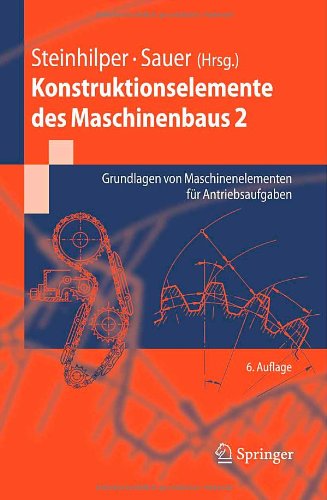 Steinhilper · Sauer (Hrsg.)
Konstruktionselemente
des Maschinenbaus 2
Grundlagen von Maschinenelementen
für Antriebsaufgaben
6. Auflage
Springer